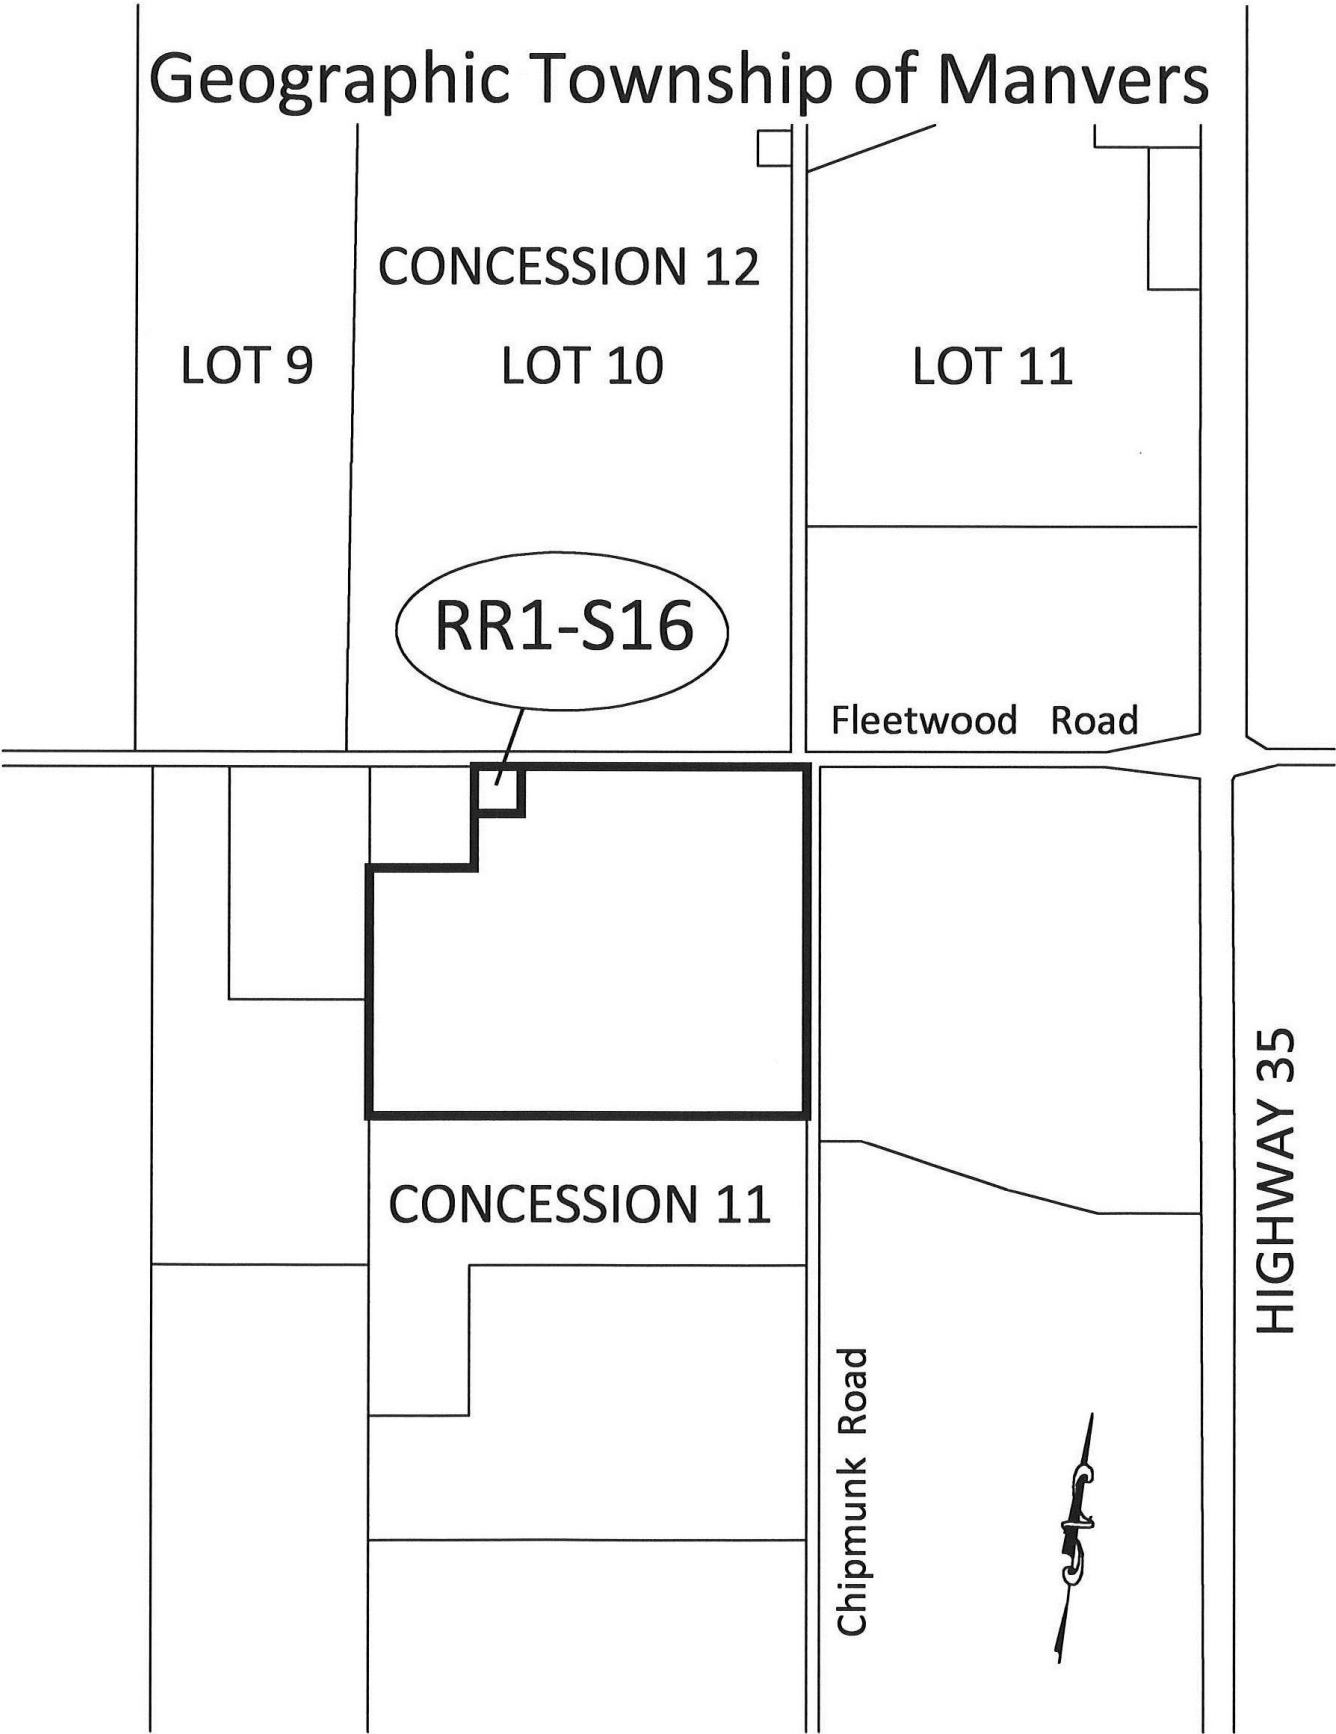 Geographic Township of Manvers
CONCESSION 12
LOT 9
LOT 10
LOT 11
RR1-S16
Fleetwood Road
CONCESSION 11
HIGHWAY 35
Chipmunk Road